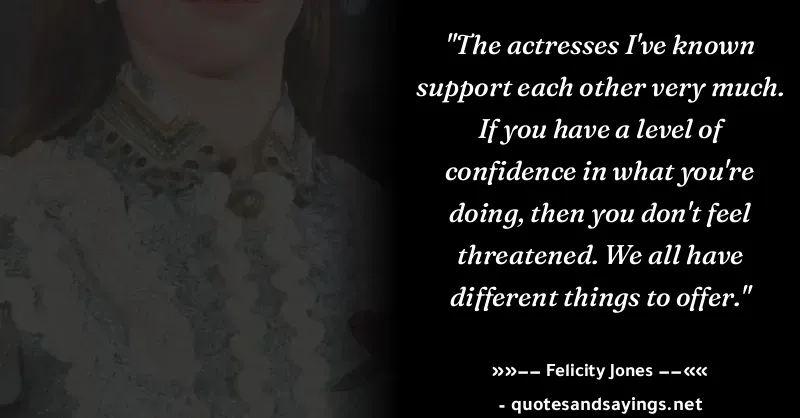 "The actresses I've known
support each other very much.
If you have a level of
confidence in what you're
doing, then you don't feel
threatened. We all have
different things to offer."
»»–– Felicity Jones ––««
- quotesandsayings.net